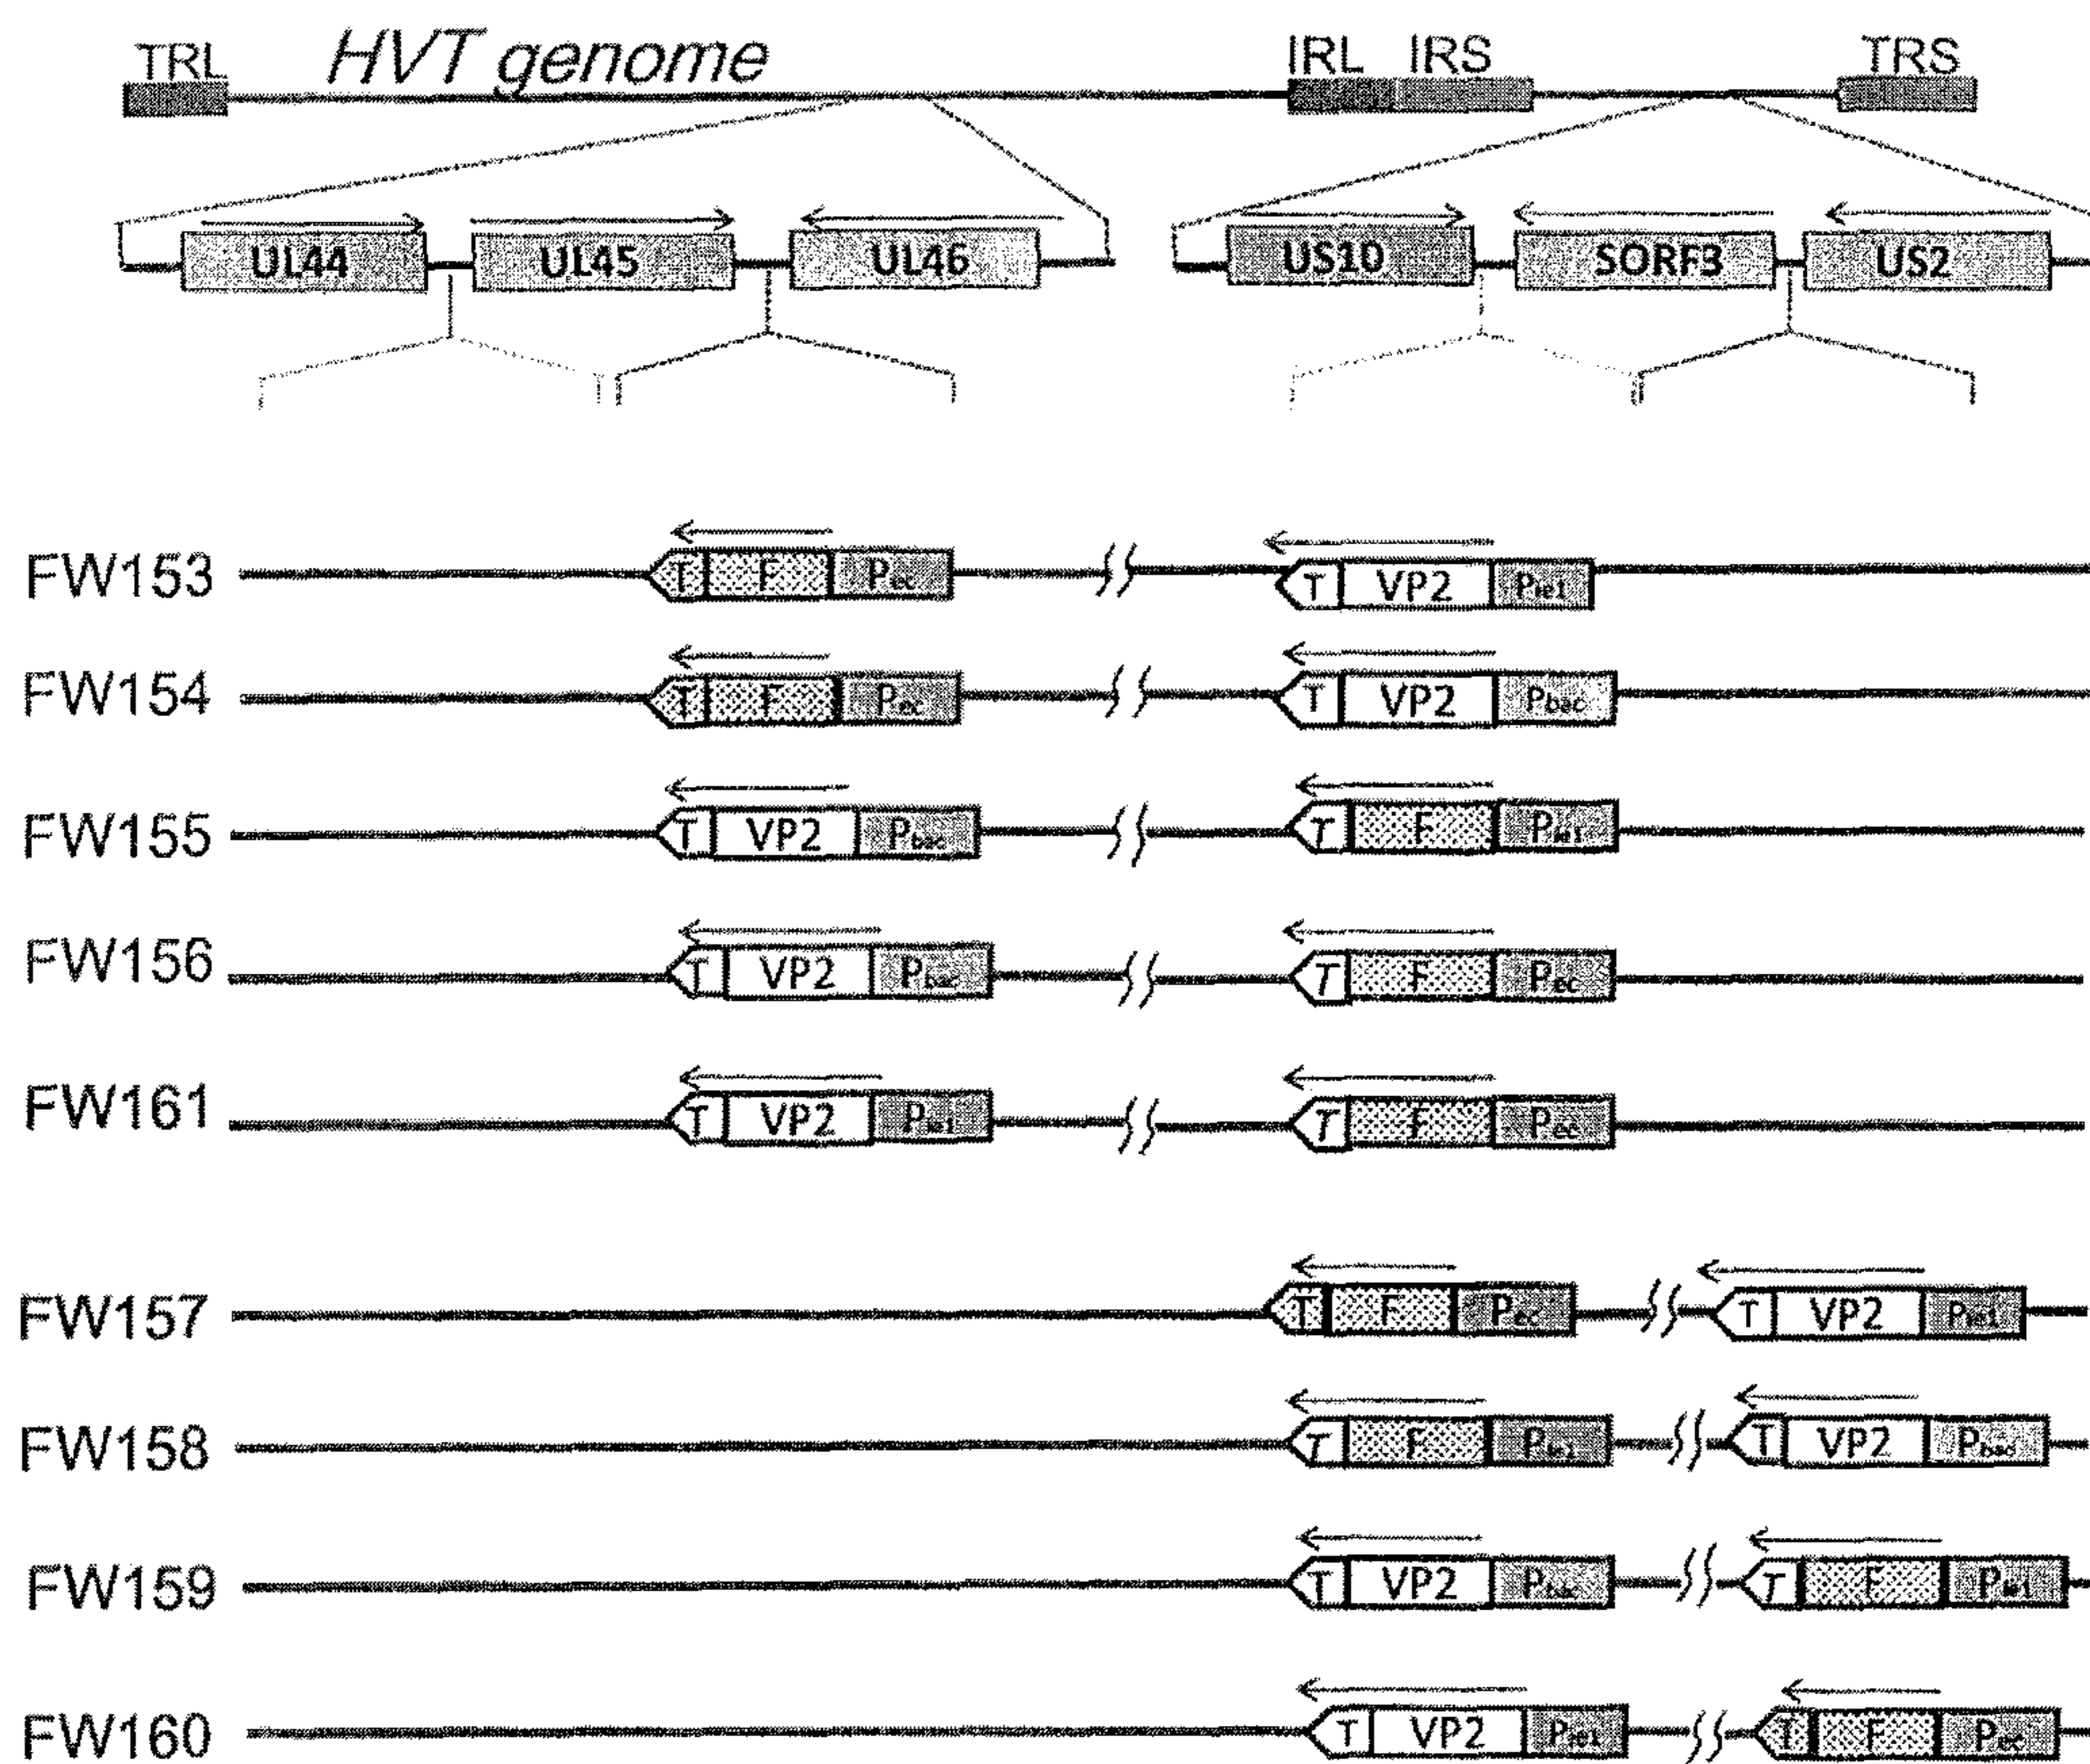 TRL HVT genome IRL IRS TRS
UL44 UL45 UL46 US10 SORF3 US2
FW153 T F Pec T VP2 Pie1
FW154 T F Pec T VP2 Pbac
FW155 T VP2 Pbac T F Pie1
FW156 T VP2 Pbac T F Pec
FW161 T VP2 Pie1 T F Pec
FW157 T F Pec T VP2 Pie1
FW158 T F Pie1 T VP2 Pbac
FW159 T VP2 Pbac T F Pie1
FW160 T VP2 Pie1 T F Pec